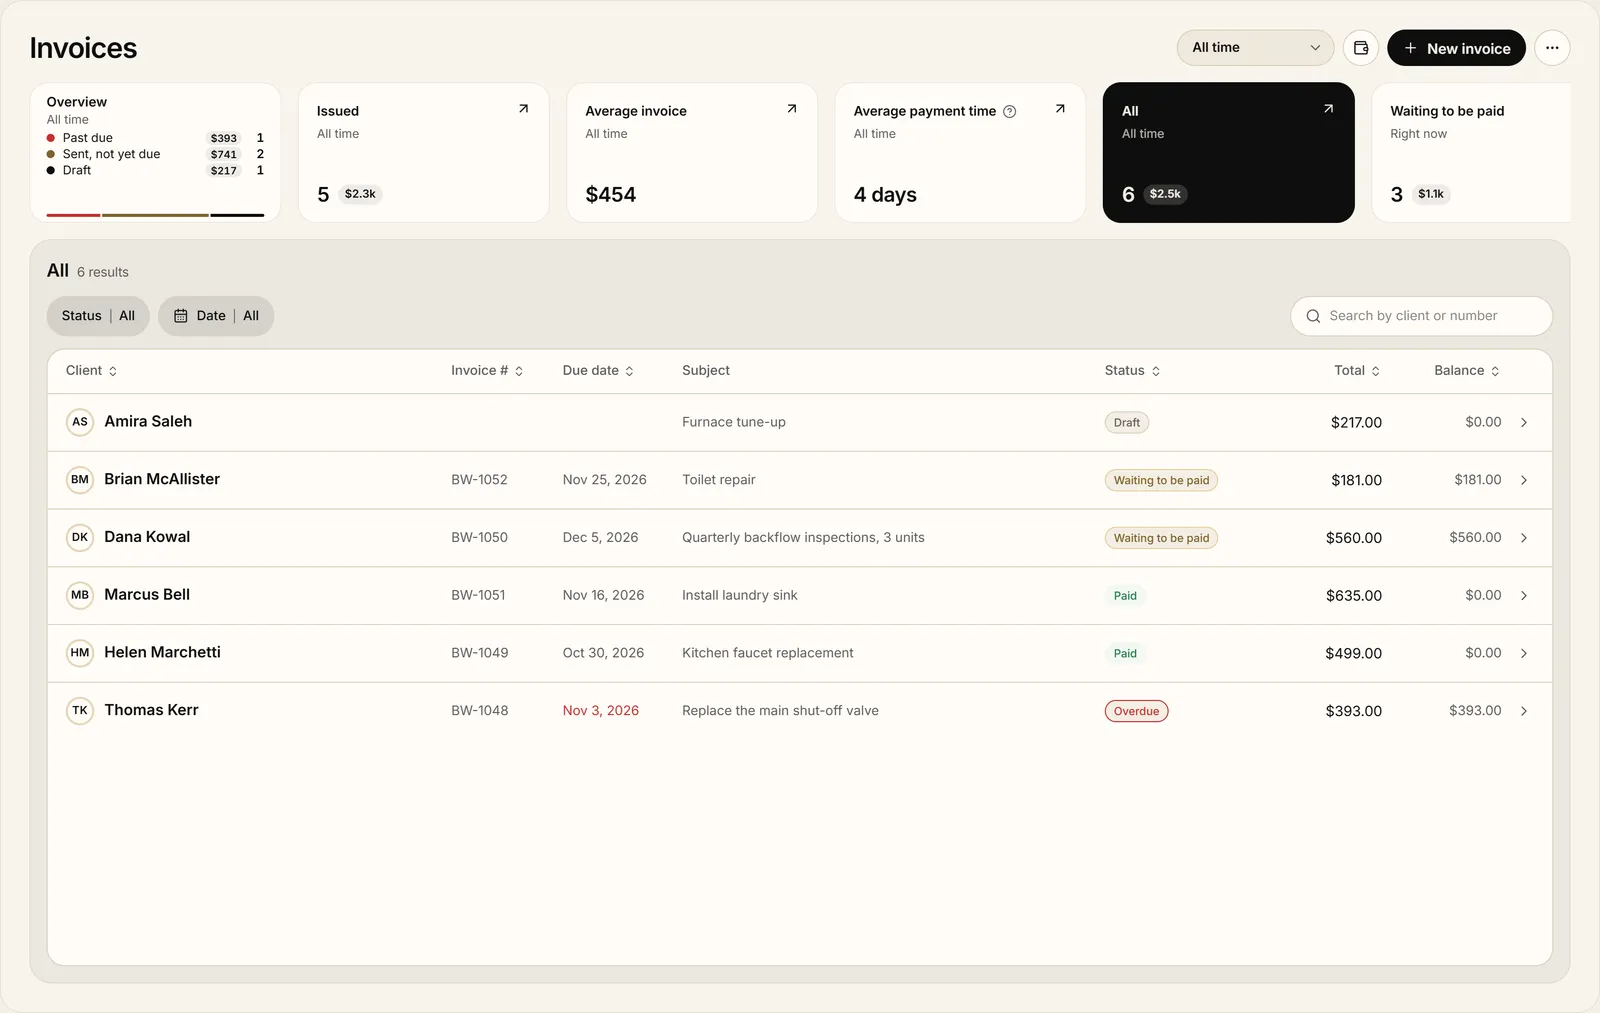 Invoices
All time
New invoice
Overview
All time
Past due $393 1
Sent, not yet due $741 2
Draft $217 1
Issued
All time
5 $2.3k
Average invoice
All time
$454
Average payment time
All time
4 days
All
All time
6 $2.5k
Waiting to be paid
Right now
3 $1.1k
All 6 results
Status | All
Date | All
Search by client or number
Client Invoice # Due date Subject Status Total Balance
AS Amira Saleh Furnace tune-up Draft $217.00 $0.00
BM Brian McAllister BW-1052 Nov 25, 2026 Toilet repair Waiting to be paid $181.00 $181.00
DK Dana Kowal BW-1050 Dec 5, 2026 Quarterly backflow inspections, 3 units Waiting to be paid $560.00 $560.00
MB Marcus Bell BW-1051 Nov 16, 2026 Install laundry sink Paid $635.00 $0.00
HM Helen Marchetti BW-1049 Oct 30, 2026 Kitchen faucet replacement Paid $499.00 $0.00
TK Thomas Kerr BW-1048 Nov 3, 2026 Replace the main shut-off valve Overdue $393.00 $393.00